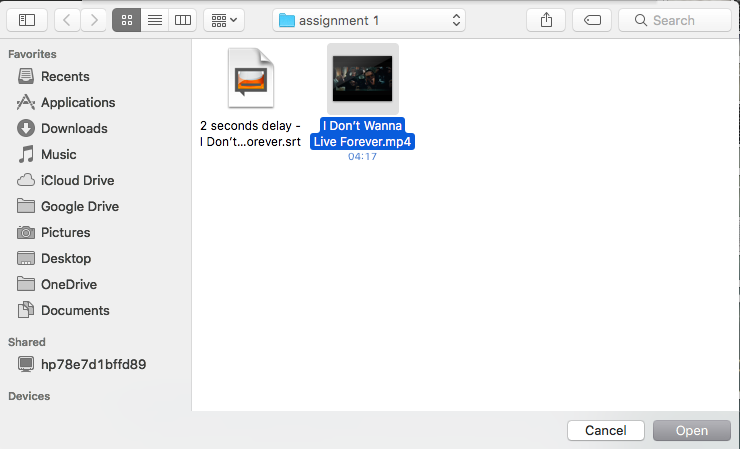 assignment 1
Search
Favorites
Recents
Applications
Downloads
Music
iCloud Drive
Google Drive
Pictures
Desktop
OneDrive
Documents
Shared
hp78e7d1bffd89
Devices
2 seconds delay -
I Don't...orever.srt
I Don't Wanna
Live Forever.mp4
04:17
Cancel
Open